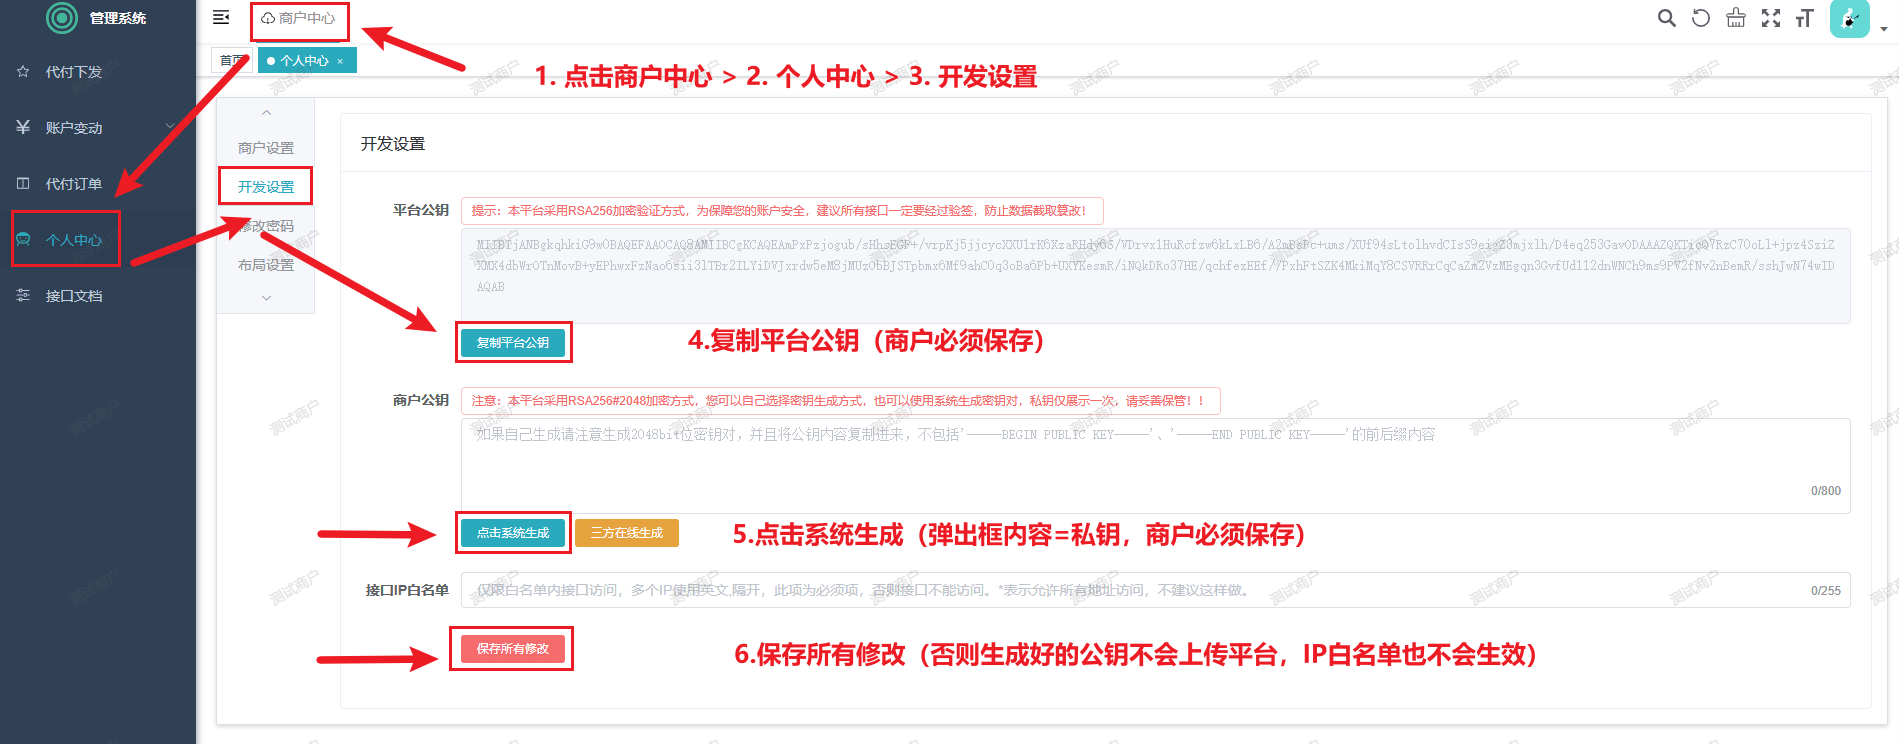 管理系统
商户中心
首页
个人中心 ×
1. 点击商户中心 > 2. 个人中心 > 3. 开发设置
代付下发
账户变动
代付订单
个人中心
接口文档
商户设置
开发设置
修改密码
布局设置
开发设置
平台公钥
提示：本平台采用RSA256加密验证方式，为保障您的账户安全，建议所有接口一定要经过验签，防止数据截取篡改！
AQAB
复制平台公钥
4.复制平台公钥（商户必须保存）
商户公钥
注意：本平台采用RSA256#2048加密方式，您可以自己选择密钥生成方式，也可以使用系统生成密钥对，私钥仅展示一次，请妥善保管！！
如果自己生成请注意生成2048bit位密钥对，并且将公钥内容复制进来，不包括'-----BEGIN PUBLIC KEY-----'、'-----END PUBLIC KEY-----'的前后缀内容
0/800
点击系统生成
三方在线生成
5.点击系统生成（弹出框内容=私钥，商户必须保存）
接口IP白名单
仅限白名单内接口访问，多个IP使用英文,隔开，此项为必须项，否则接口不能访问。*表示允许所有地址访问，不建议这样做。
0/255
保存所有修改
6.保存所有修改（否则生成好的公钥不会上传平台，IP白名单也不会生效）
测试商户